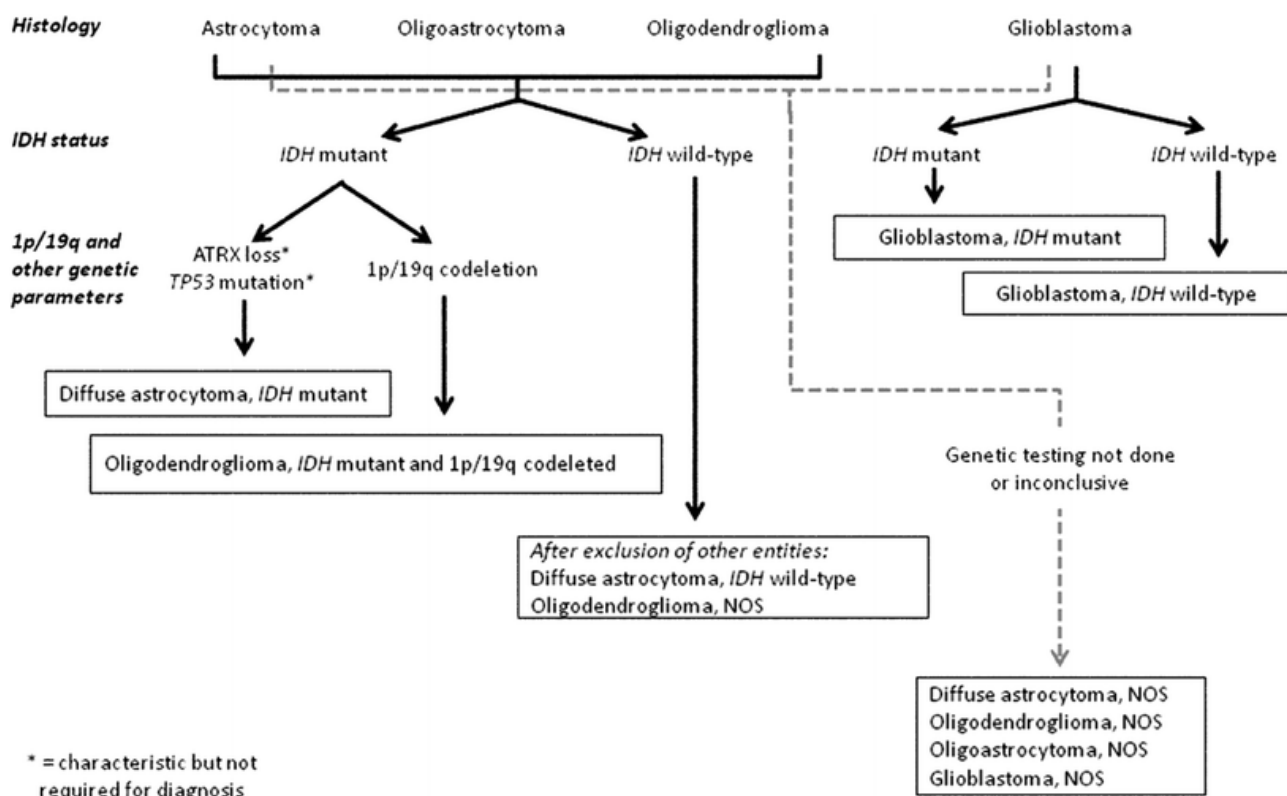 Histology
Astrocytoma
Oligoastrocytoma
Oligodendroglioma
Glioblastoma
IDH status
IDH mutant
IDH wild-type
IDH mutant
IDH wild-type
1p/19q and
other genetic
parameters
ATRX loss*
TP53 mutation*
1p/19q codeletion
Glioblastoma, IDH mutant
Glioblastoma, IDH wild-type
Diffuse astrocytoma, IDH mutant
Oligodendroglioma, IDH mutant and 1p/19q codeleted
Genetic testing not done
or inconclusive
After exclusion of other entities:
Diffuse astrocytoma, IDH wild-type
Oligodendroglioma, NOS
Diffuse astrocytoma, NOS
Oligodendroglioma, NOS
Oligoastrocytoma, NOS
Glioblastoma, NOS
* = characteristic but not
required for diagnosis